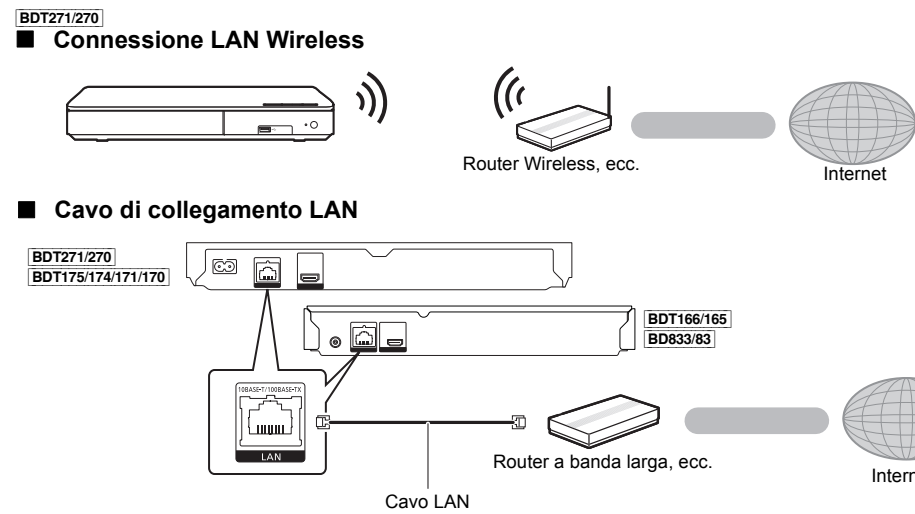 BDT271/270
■ Connessione LAN Wireless
Router Wireless, ecc.
Internet
■ Cavo di collegamento LAN
BDT271/270
BDT175/174/171/170
BDT166/165
BD833/83
10BASE-T/100BASE-TX
LAN
Router a banda larga, ecc.
Intern
Cavo LAN